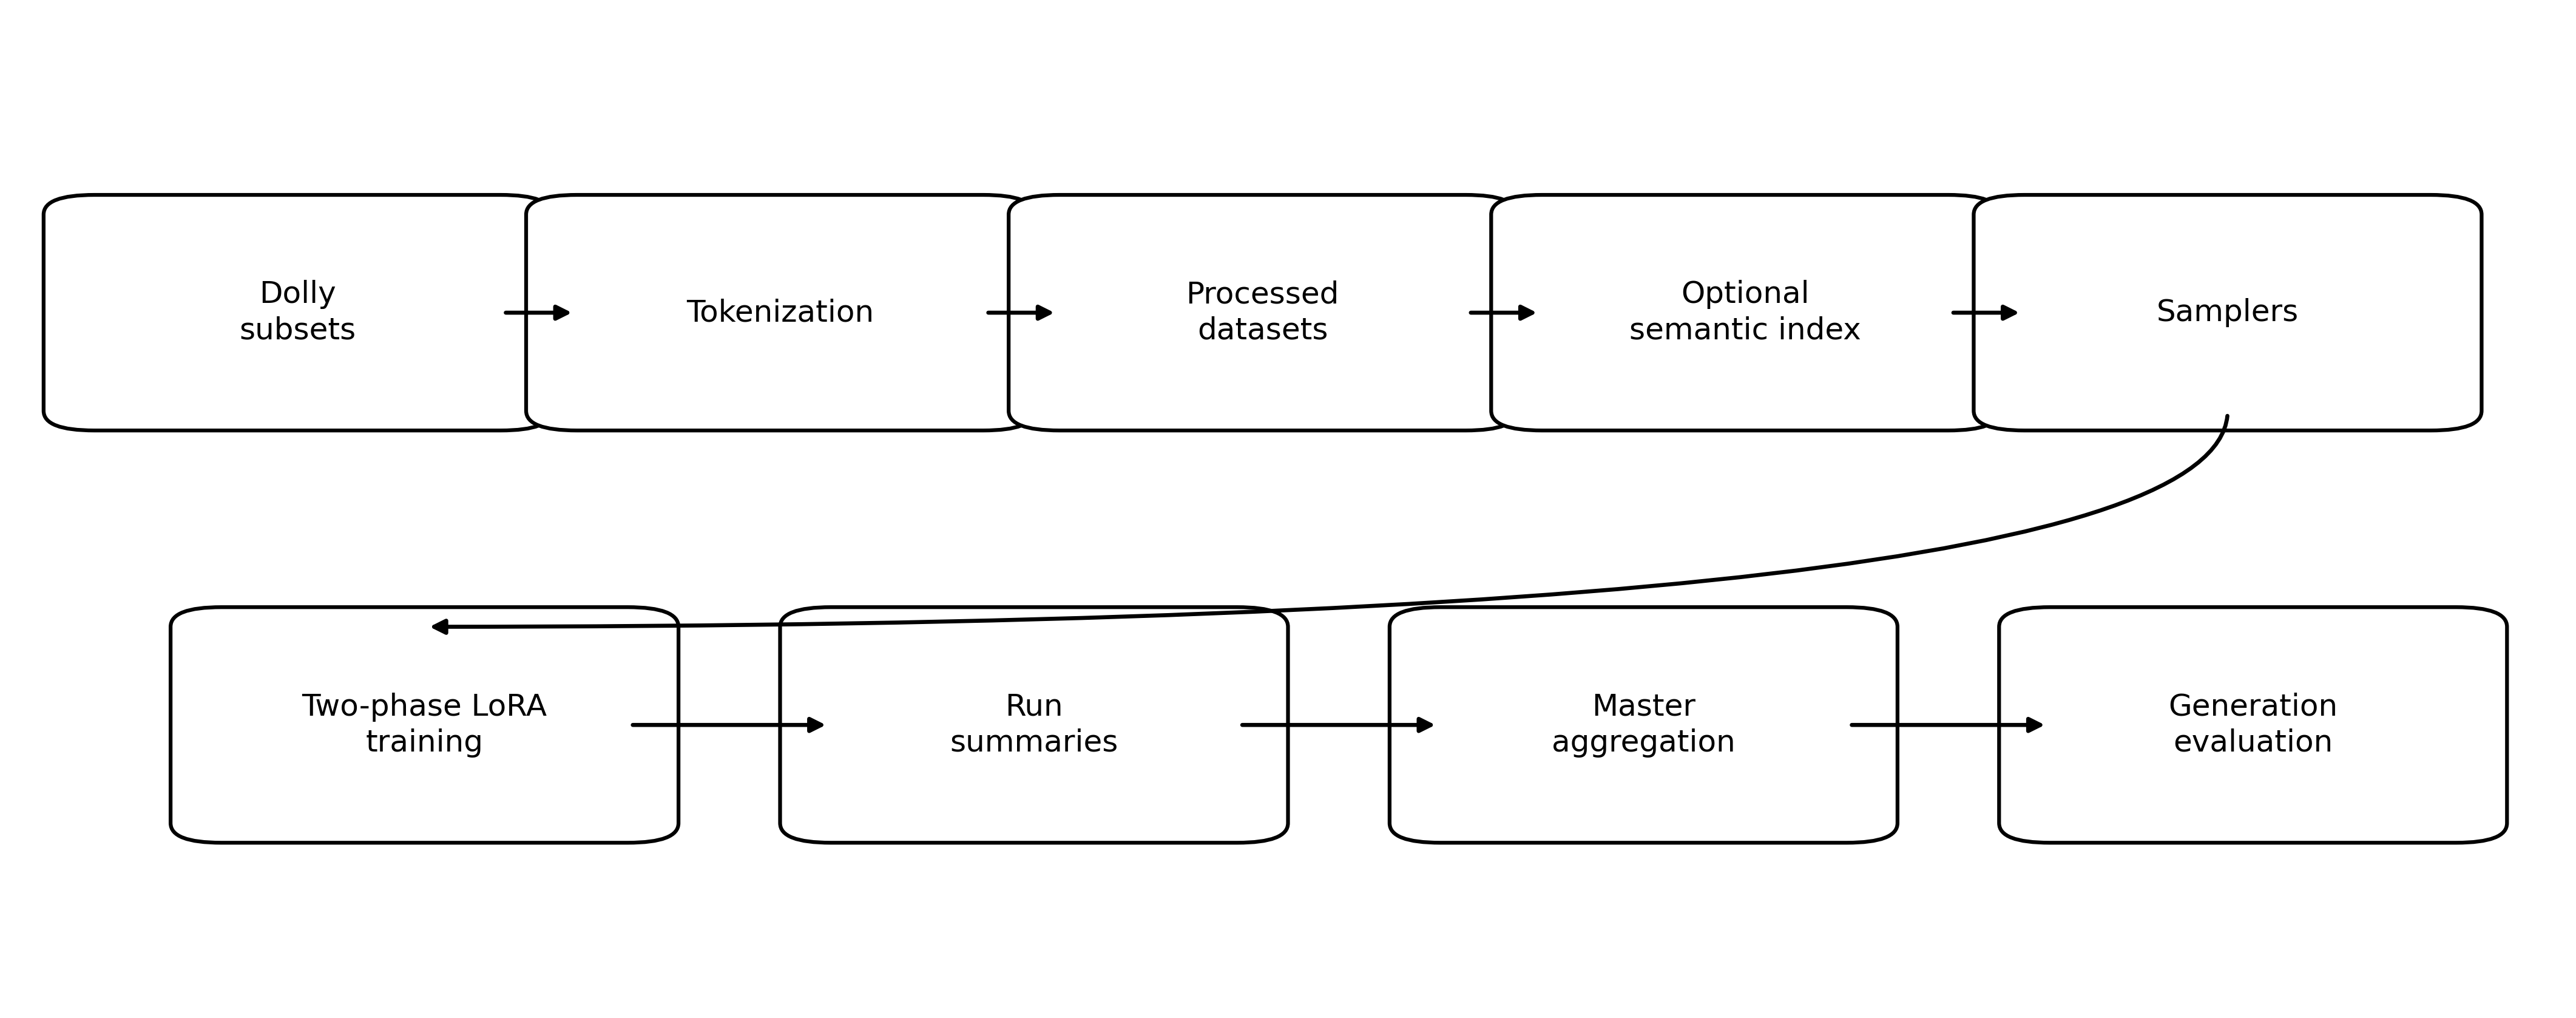 Dolly
subsets
Tokenization
Processed
datasets
Optional
semantic index
Samplers
Two-phase LoRA
training
Run
summaries
Master
aggregation
Generation
evaluation